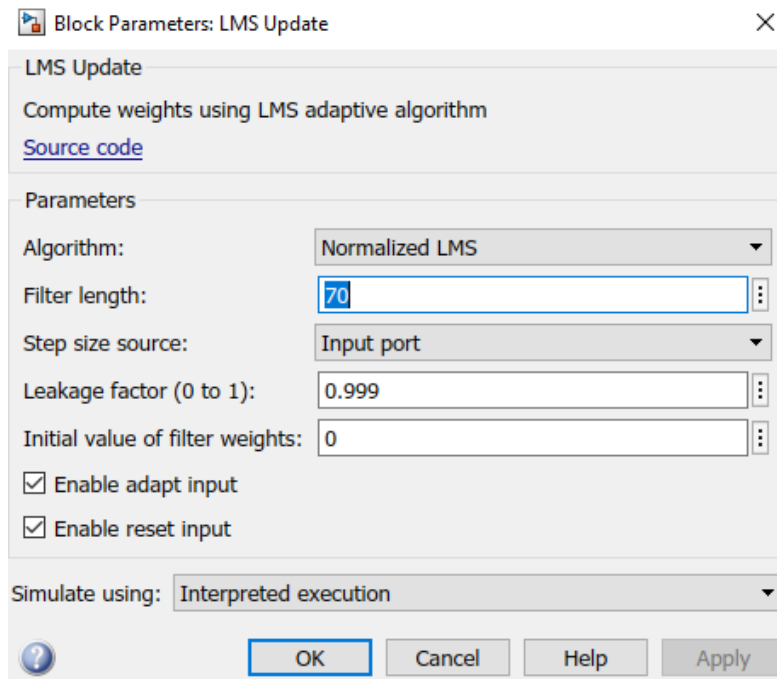 Block Parameters: LMS Update
LMS Update
Compute weights using LMS adaptive algorithm
Source code
Parameters
Algorithm: Normalized LMS
Filter length: 70
Step size source: Input port
Leakage factor (0 to 1): 0.999
Initial value of filter weights: 0
Enable adapt input
Enable reset input
Simulate using: Interpreted execution
? OK Cancel Help Apply